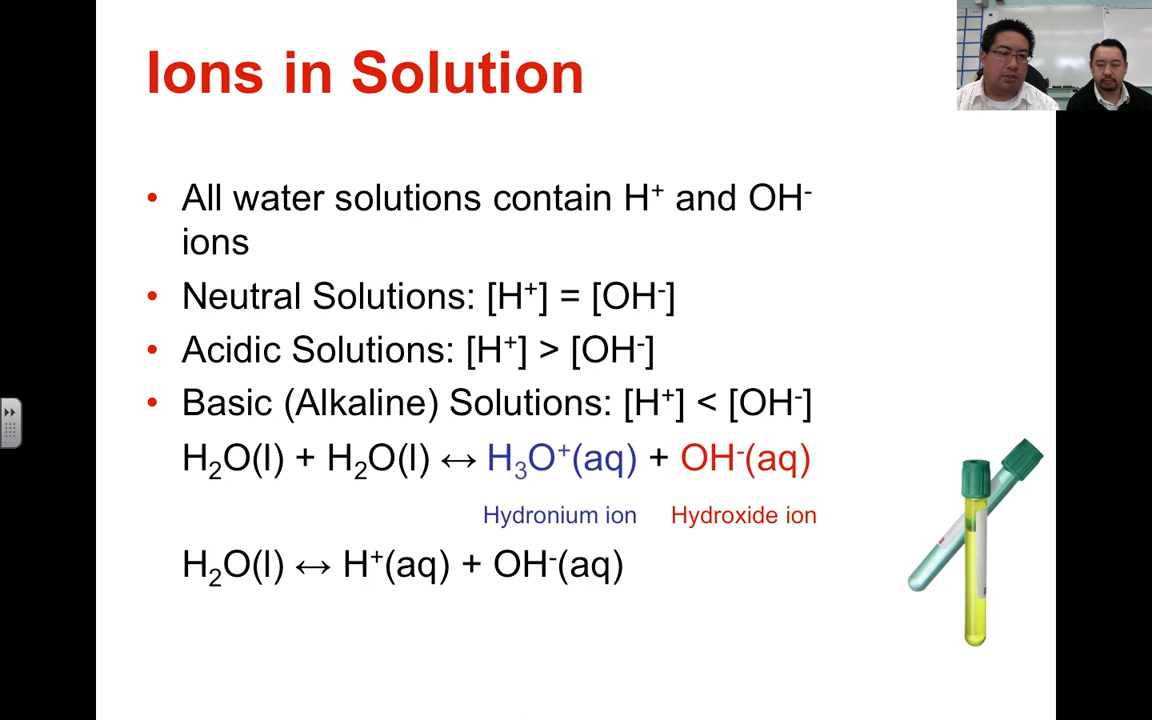 Ions in Solution
• All water solutions contain H⁺ and OH⁻
ions
• Neutral Solutions: [H⁺] = [OH⁻]
• Acidic Solutions: [H⁺] > [OH⁻]
• Basic (Alkaline) Solutions: [H⁺] < [OH⁻]
H₂O(l) + H₂O(l) ↔ H₃O⁺(aq) + OH⁻(aq)
Hydronium ion Hydroxide ion
H₂O(l) ↔ H⁺(aq) + OH⁻(aq)